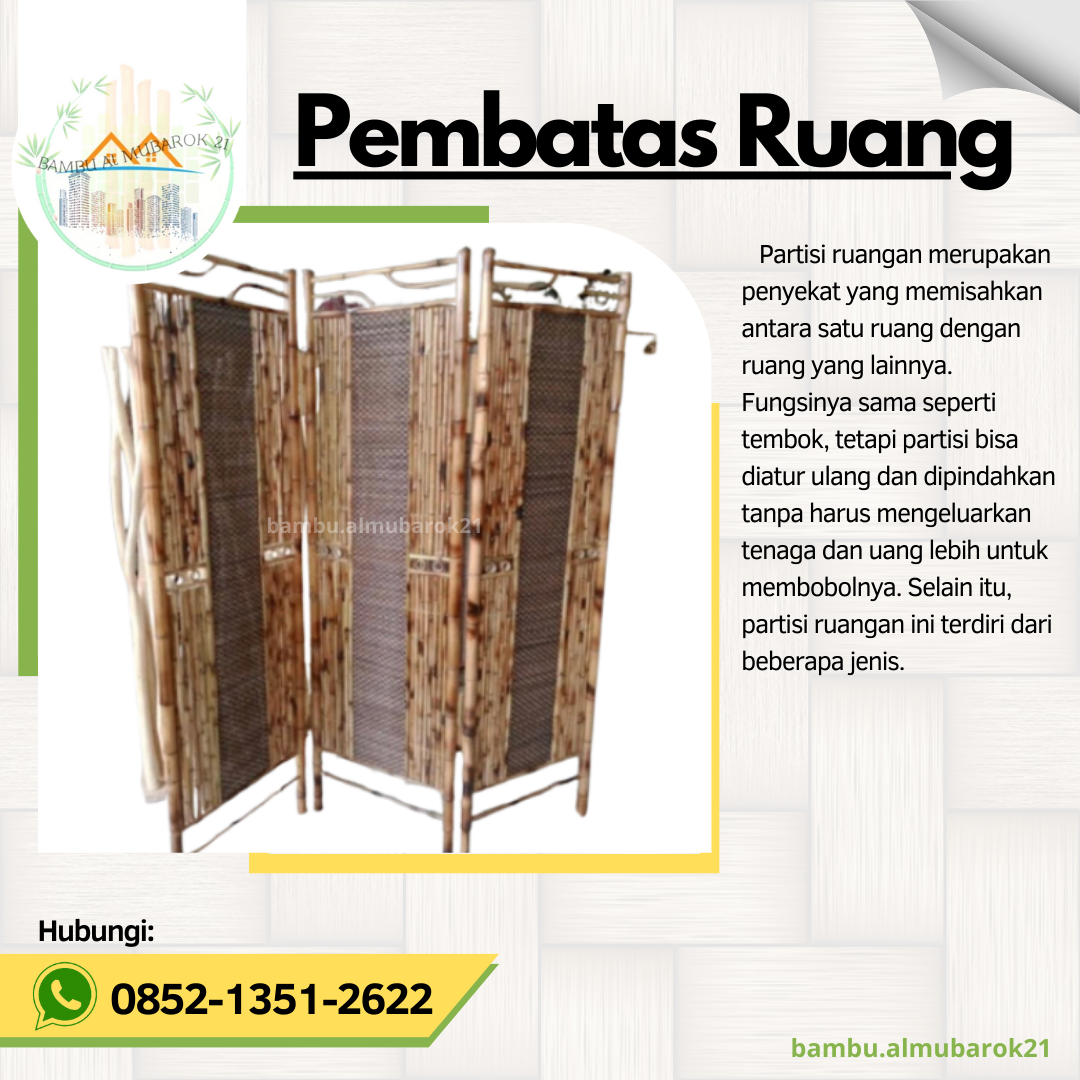 BAMBU AL MUBAROK 21
Pembatas Ruang
Partisi ruangan merupakan
penyekat yang memisahkan
antara satu ruang dengan
ruang yang lainnya.
Fungsinya sama seperti
tembok, tetapi partisi bisa
diatur ulang dan dipindahkan
tanpa harus mengeluarkan
tenaga dan uang lebih untuk
membobolnya. Selain itu,
partisi ruangan ini terdiri dari
beberapa jenis.
bambu.almubarok21
Hubungi:
0852-1351-2622
bambu.almubarok21